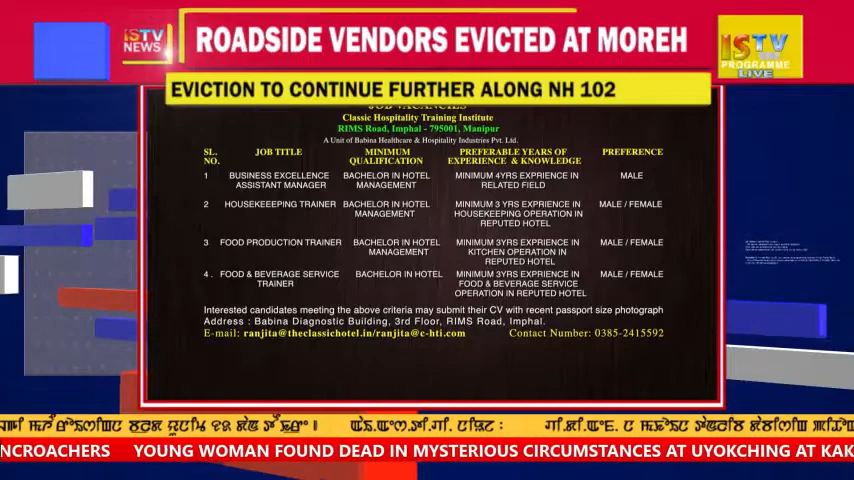 ISTV
NEWS
ROADSIDE VENDORS EVICTED AT MOREH
ISTV
PROGRAMME
LIVE
EVICTION TO CONTINUE FURTHER ALONG NH 102
JOB VACANCIES
Classic Hospitality Training Institute
RIMS Road, Imphal - 795001, Manipur
A Unit of Babina Healthcare & Hospitality Industries Pvt. Ltd.
SL. NO. JOB TITLE MINIMUM QUALIFICATION PREFERABLE YEARS OF EXPERIENCE & KNOWLEDGE PREFERENCE
1 BUSINESS EXCELLENCE ASSISTANT MANAGER BACHELOR IN HOTEL MANAGEMENT MINIMUM 4YRS EXPRIENCE IN RELATED FIELD MALE
2 HOUSEKEEEPING TRAINER BACHELOR IN HOTEL MANAGEMENT MINIMUM 3 YRS EXPRIENCE IN HOUSEKEEPING OPERATION IN REPUTED HOTEL MALE / FEMALE
3 FOOD PRODUCTION TRAINER BACHELOR IN HOTEL MANAGEMENT MINIMUM 3YRS EXPRIENCE IN KITCHEN OPERATION IN REPUTED HOTEL MALE / FEMALE
4 . FOOD & BEVERAGE SERVICE TRAINER BACHELOR IN HOTEL MINIMUM 3YRS EXPRIENCE IN FOOD & BEVERAGE SERVICE OPERATION IN REPUTED HOTEL MALE / FEMALE
Interested candidates meeting the above criteria may submit their CV with recent passport size photograph
Address : Babina Diagnostic Building, 3rd Floor, RIMS Road, Imphal.
E-mail: ranjita@theclassichotel.in/ranjita@c-hti.com Contact Number: 0385-2415592
NCROACHERS YOUNG WOMAN FOUND DEAD IN MYSTERIOUS CIRCUMSTANCES AT UYOKCHING AT KAK